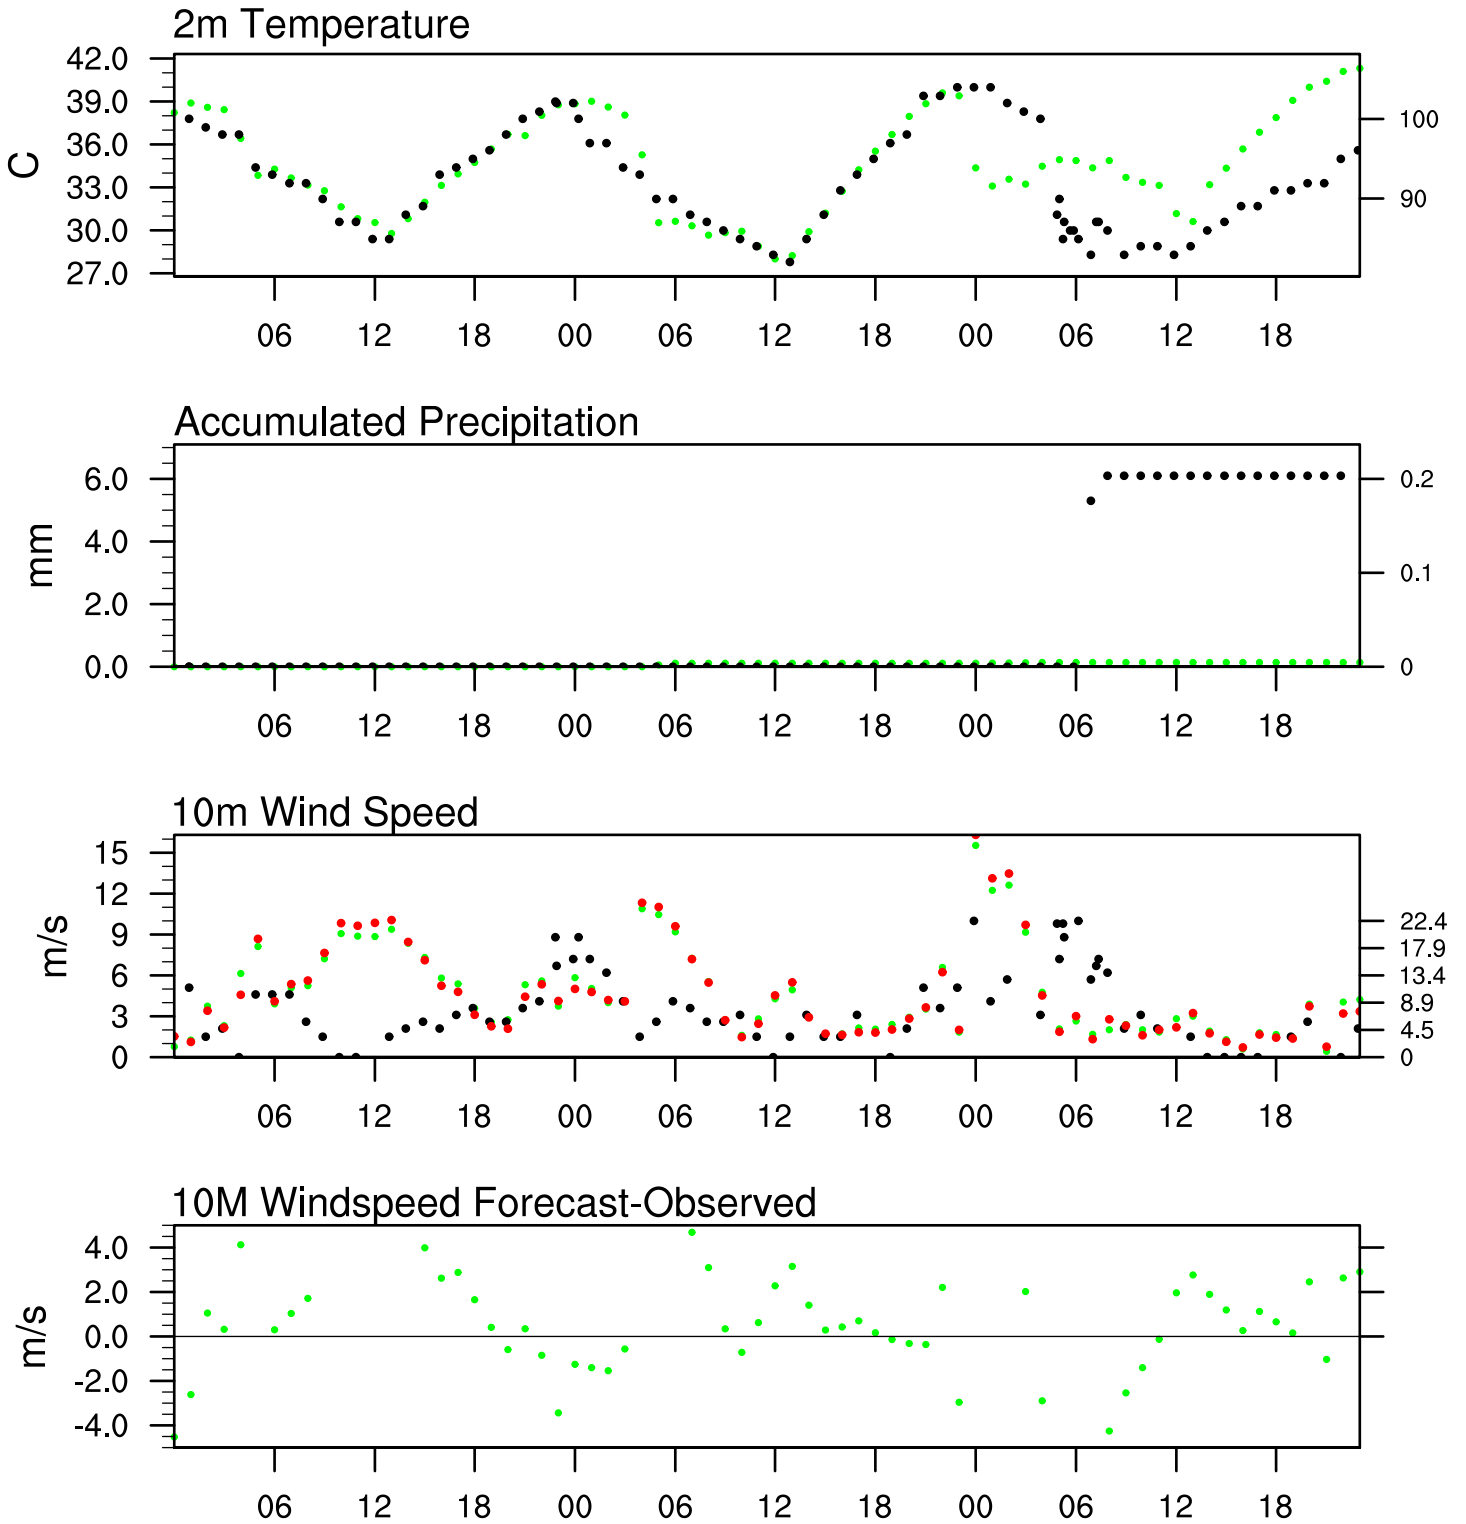 2m Temperature
42.0
39.0
36.0
33.0
30.0
27.0
C
100
90
06 12 18 00 06 12 18 00 06 12 18
Accumulated Precipitation
6.0
4.0
2.0
0.0
mm
0.2
0.1
0
06 12 18 00 06 12 18 00 06 12 18
10m Wind Speed
15
12
9
6
3
0
m/s
22.4
17.9
13.4
8.9
4.5
0
06 12 18 00 06 12 18 00 06 12 18
10M Windspeed Forecast-Observed
4.0
2.0
0.0
-2.0
-4.0
m/s
06 12 18 00 06 12 18 00 06 12 18